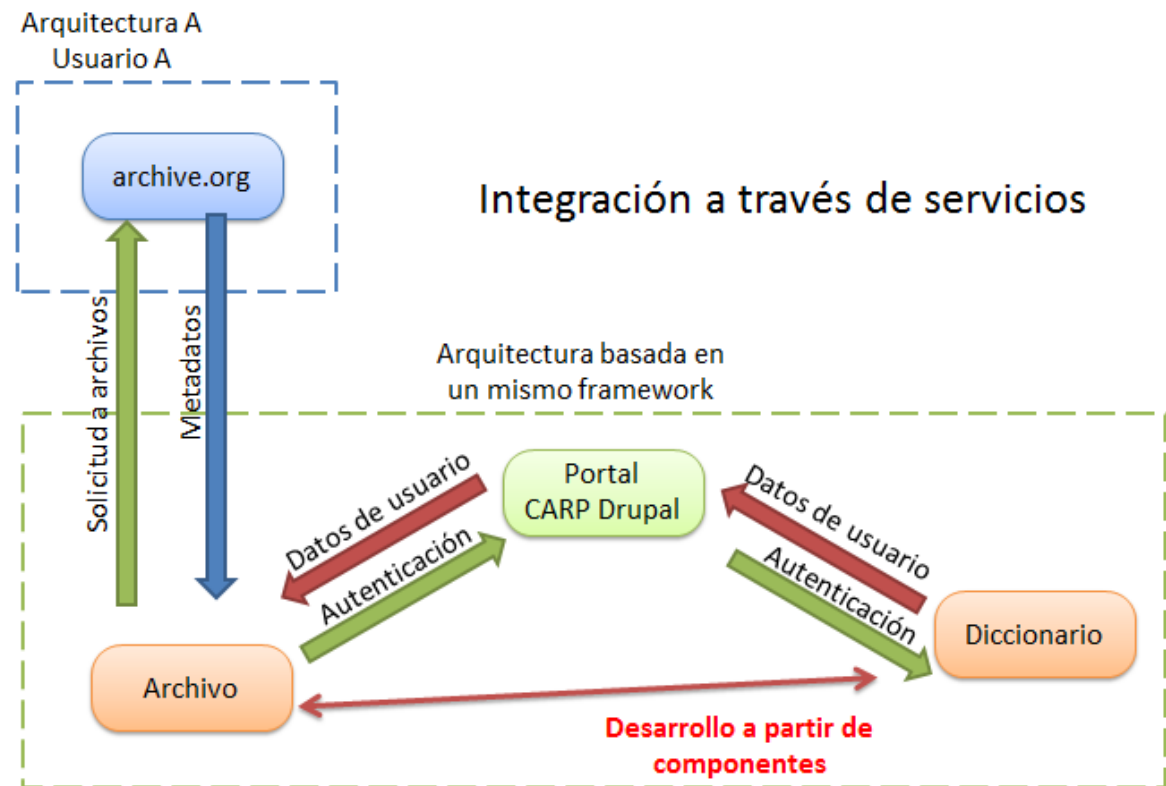 Arquitectura A
Usuario A
archive.org
Integración a través de servicios
Solicitud a archivos
Metadatos
Arquitectura basada en
un mismo framework
Portal
CARP Drupal
Datos de usuario
Autenticación
Datos de usuario
Autenticación
Archivo
Diccionario
Desarrollo a partir de
componentes